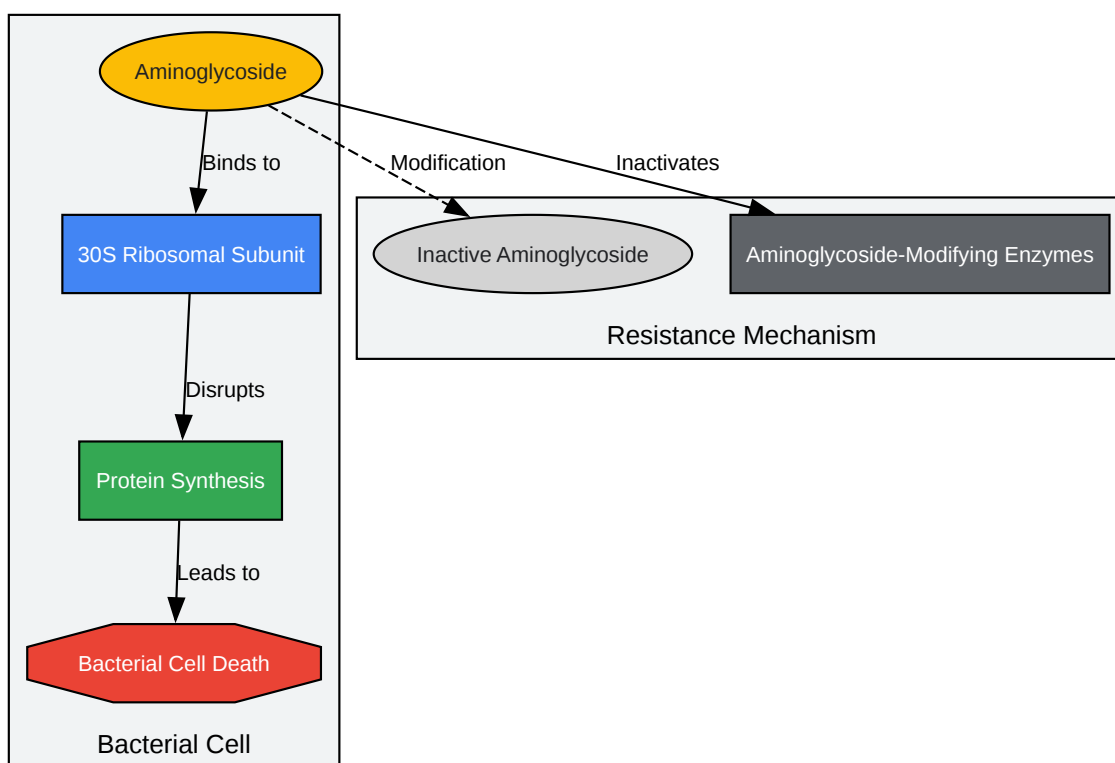 Aminoglycoside
Binds to
Modification
Inactivates
30S Ribosomal Subunit
Inactive Aminoglycoside
Aminoglycoside-Modifying Enzymes
Resistance Mechanism
Disrupts
Protein Synthesis
Leads to
Bacterial Cell Death
Bacterial Cell